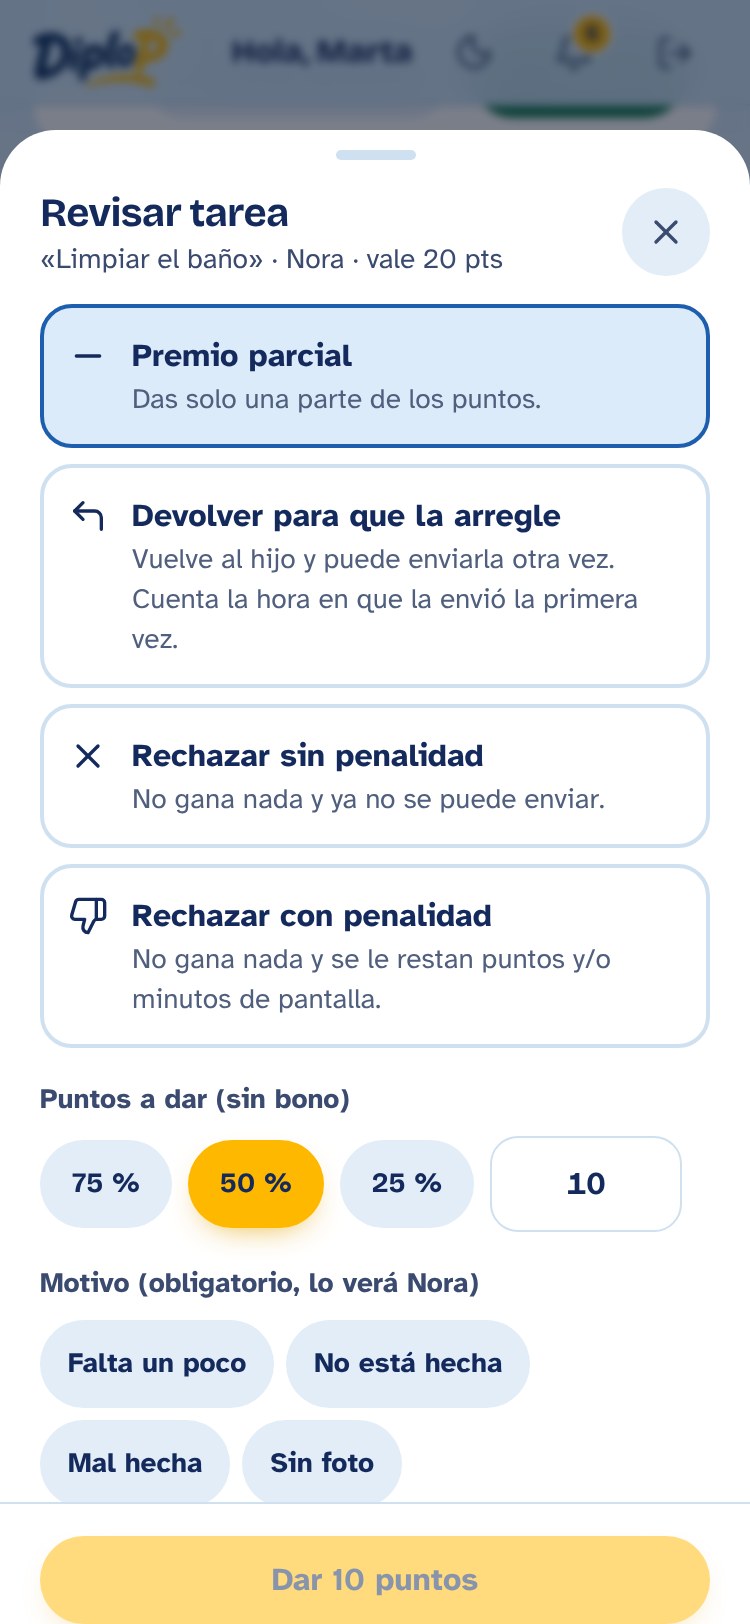 DiploP
Hola, Marta
Revisar tarea
«Limpiar el baño» · Nora · vale 20 pts
Premio parcial
Das solo una parte de los puntos.
Devolver para que la arregle
Vuelve al hijo y puede enviarla otra vez.
Cuenta la hora en que la envió la primera
vez.
Rechazar sin penalidad
No gana nada y ya no se puede enviar.
Rechazar con penalidad
No gana nada y se le restan puntos y/o
minutos de pantalla.
Puntos a dar (sin bono)
75 % 50 % 25 % 10
Motivo (obligatorio, lo verá Nora)
Falta un poco No está hecha
Mal hecha Sin foto
Dar 10 puntos